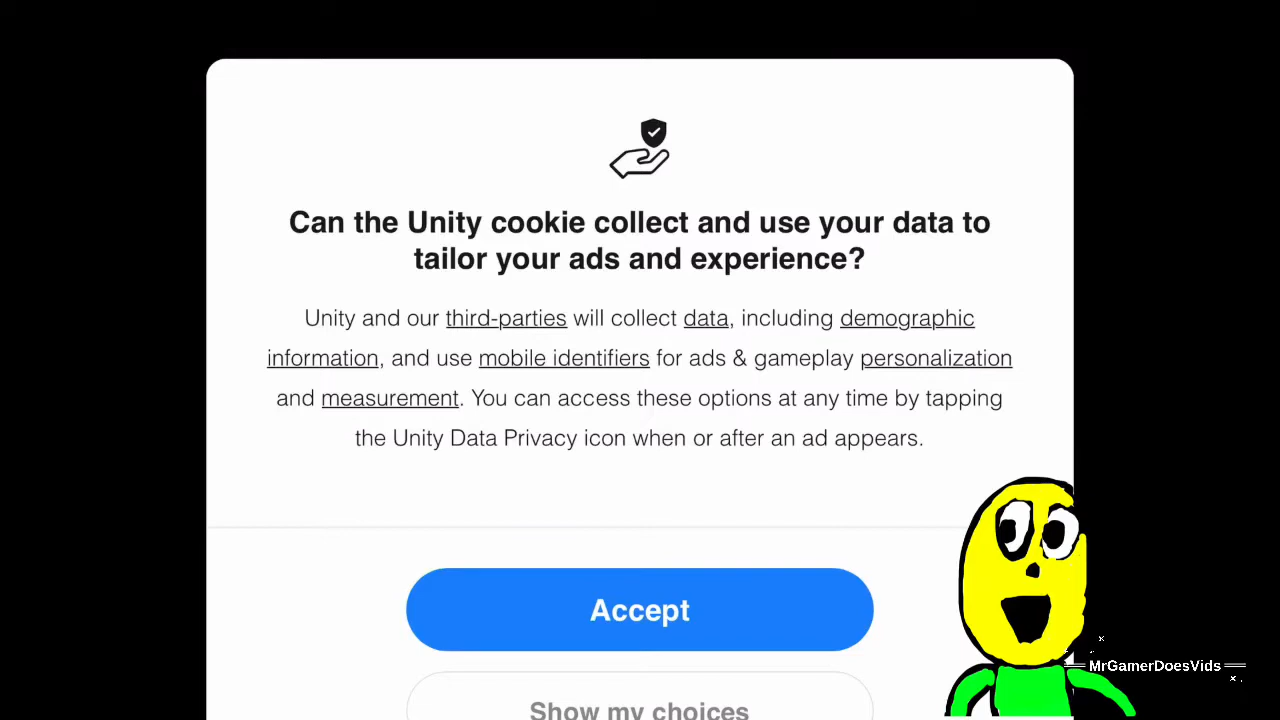 Can the Unity cookie collect and use your data to
tailor your ads and experience?
Unity and our third-parties will collect data, including demographic
information, and use mobile identifiers for ads & gameplay personalization
and measurement. You can access these options at any time by tapping
the Unity Data Privacy icon when or after an ad appears.
Accept
Show my choices
MrGamerDoesVids